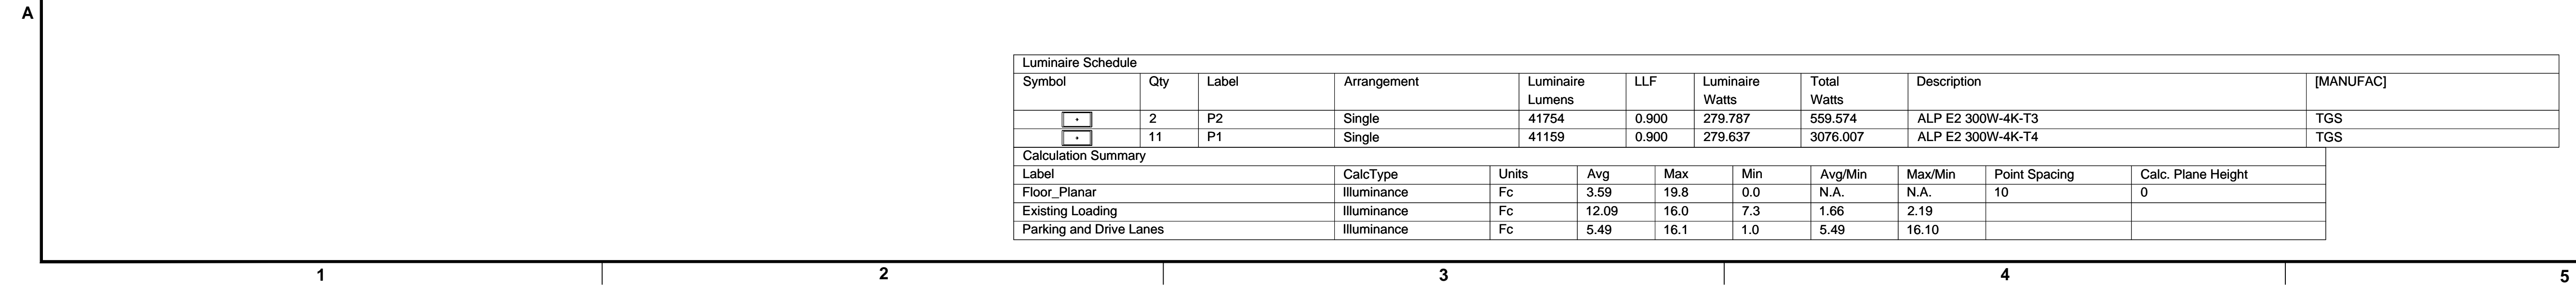 A
Luminaire Schedule
Symbol Qty Label Arrangement Luminaire Lumens LLF Luminaire Watts Total Watts Description [MANUFAC]
2 P2 Single 41754 0.900 279.787 559.574 ALP E2 300W-4K-T3 TGS
11 P1 Single 41159 0.900 279.637 3076.007 ALP E2 300W-4K-T4 TGS
Calculation Summary
Label CalcType Units Avg Max Min Avg/Min Max/Min Point Spacing Calc. Plane Height
Floor_Planar Illuminance Fc 3.59 19.8 0.0 N.A. N.A. 10 0
Existing Loading Illuminance Fc 12.09 16.0 7.3 1.66 2.19
Parking and Drive Lanes Illuminance Fc 5.49 16.1 1.0 5.49 16.10
1 2 3 4 5